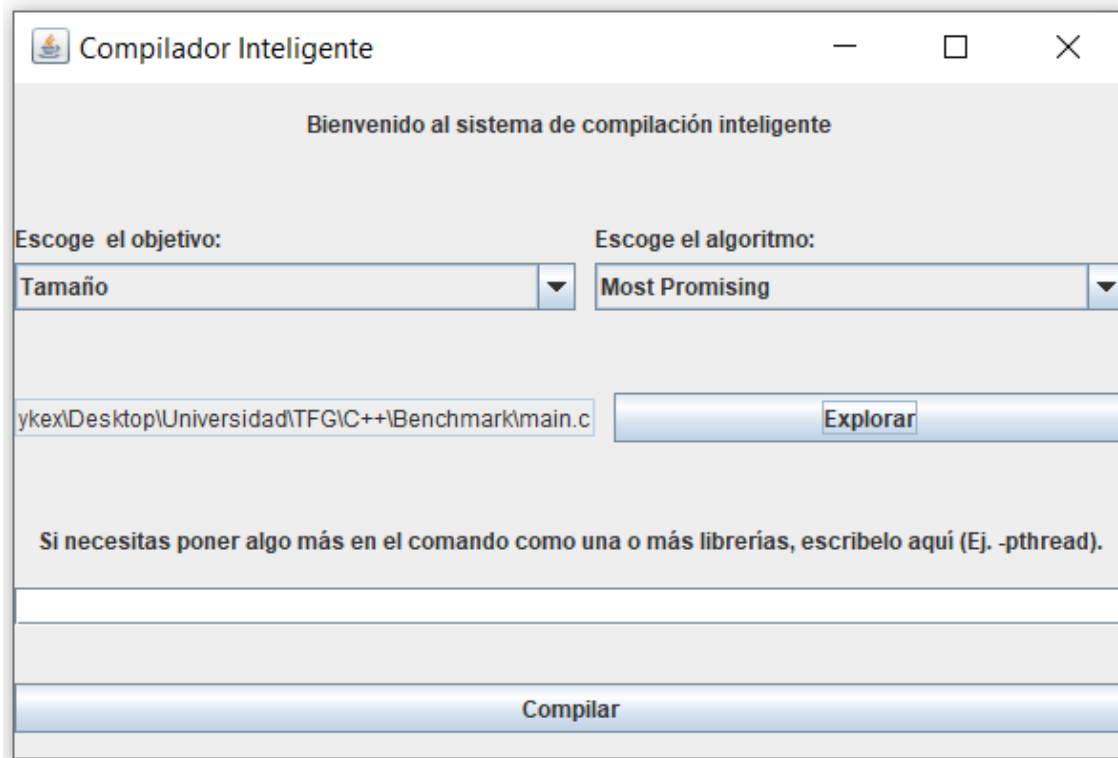 Compilador Inteligente
Bienvenido al sistema de compilación inteligente
Escoge  el objetivo:
Escoge el algoritmo:
Tamaño
Most Promising
ykex\Desktop\Universidad\TFG\C++\Benchmark\main.c
Explorar
Si necesitas poner algo más en el comando como una o más librerías, escribelo aquí (Ej. -pthread).
Compilar